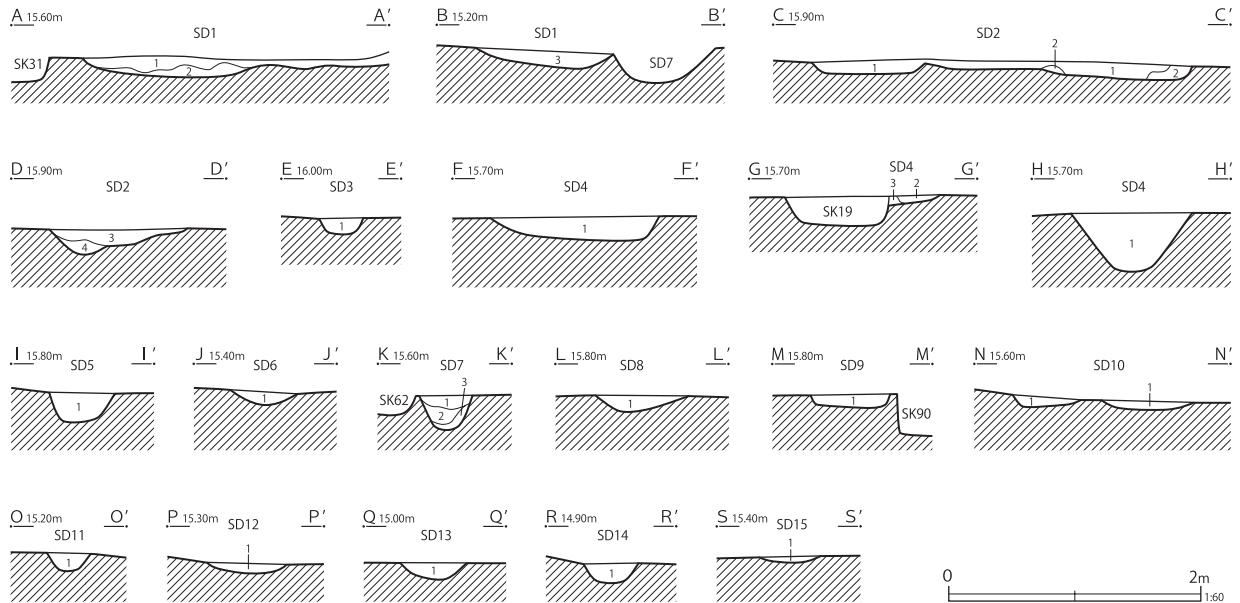 A 15.60m A′
SD1
SK31
1
2
B 15.20m B′
SD1
SD7
3
C 15.90m C′
SD2
2
1
1
2
D 15.90m D′
SD2
3
4
E 16.00m E′
SD3
1
F 15.70m F′
SD4
1
G 15.70m G′
SD4
3 2
SK19
H 15.70m H′
SD4
1
I 15.80m I′
SD5
1
J 15.40m J′
SD6
1
K 15.60m K′
SD7
SK62
3
1
2
L 15.80m L′
SD8
1
M 15.80m M′
SD9
1
SK90
N 15.60m N′
SD10
1
1
O 15.20m O′
SD11
1
P 15.30m P′
SD12
1
Q 15.00m Q′
SD13
1
R 14.90m R′
SD14
1
S 15.40m S′
SD15
1
0 2m
1:60